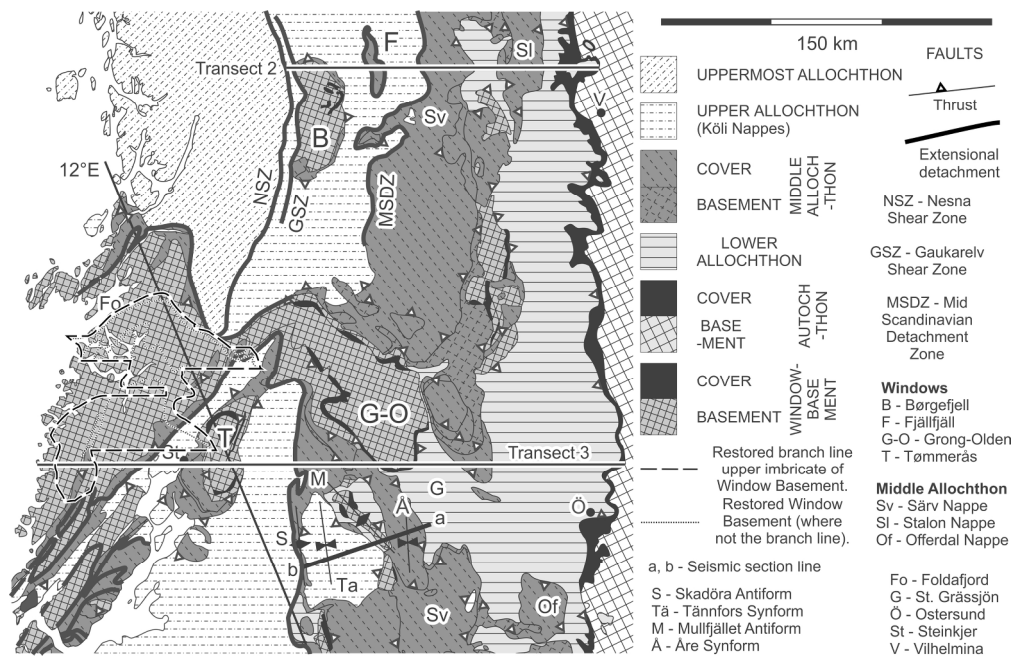 Transect 2
F
Sl
V
B
Sv
12°E
NSZ
GSZ
MSDZ
Fo
G-O
T
St
Transect 3
M
G
Å
a
Ö
S
b
Ta
Sv
Of
150 km
UPPERMOST ALLOCHTHON
UPPER ALLOCHTHON
(Köli Nappes)
COVER
BASEMENT
MIDDLE
ALLOCH
-THON
LOWER
ALLOCHTHON
COVER
BASE
-MENT
AUTOCH
-THON
COVER
BASEMENT
WINDOW-
BASE
MENT
Restored branch line
upper imbricate of
Window Basement.
Restored Window
Basement (where
not the branch line).
a, b - Seismic section line
S - Skadöra Antiform
Tä - Tännfors Synform
M - Mullfjället Antiform
Å - Åre Synform
FAULTS
Thrust
Extensional
detachment
NSZ - Nesna
Shear Zone
GSZ - Gaukarelv
Shear Zone
MSDZ - Mid
Scandinavian
Detachment
Zone
Windows
B - Børgefjell
F - Fjällfjäll
G-O - Grong-Olden
T - Tømmerås
Middle Allochthon
Sv - Särv Nappe
Sl - Stalon Nappe
Of - Offerdal Nappe
Fo - Foldafjord
G - St. Grässjön
Ö - Ostersund
St - Steinkjer
V - Vilhelmina